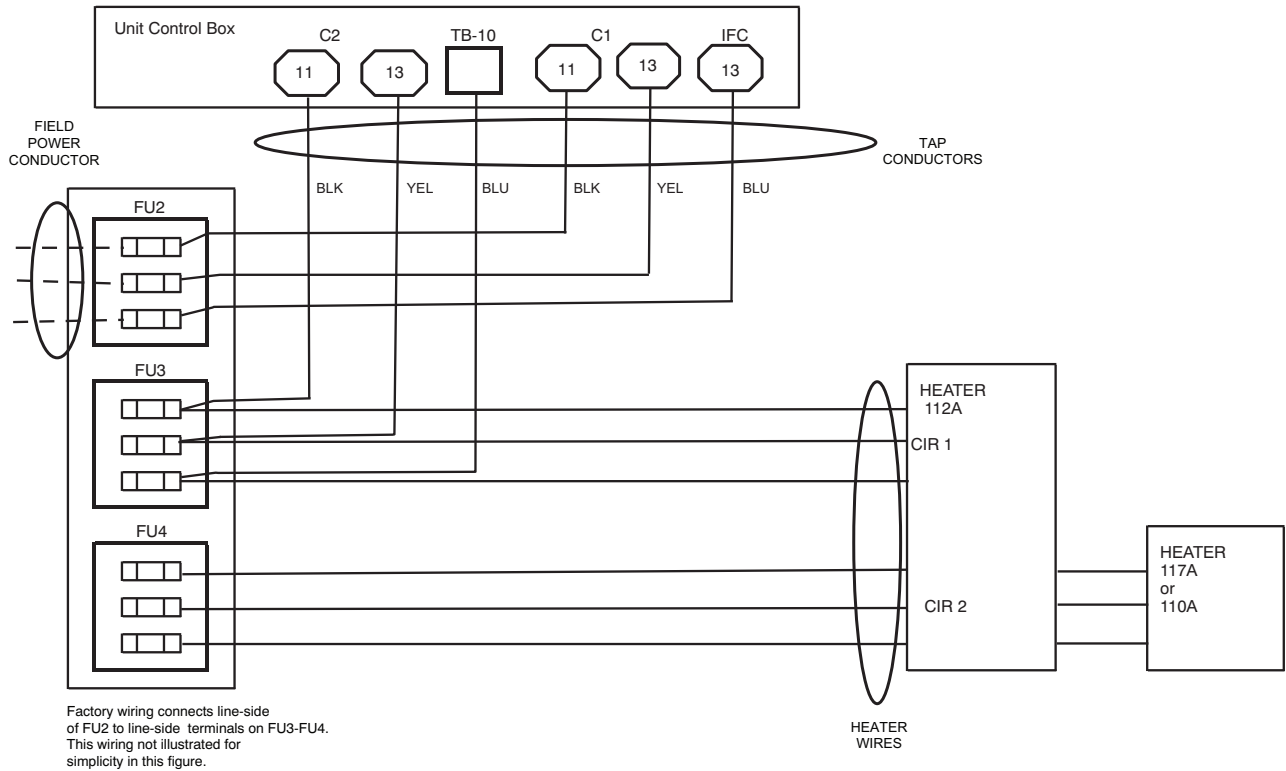 Unit Control Box
C2
TB-10
C1
IFC
11
13
11
13
13
FIELD
POWER
CONDUCTOR
TAP
CONDUCTORS
BLK
YEL
BLU
BLK
YEL
BLU
FU2
FU3
HEATER
112A
CIR 1
FU4
HEATER
117A
or
110A
CIR 2
Factory wiring connects line-side
of FU2 to line-side terminals on FU3-FU4.
This wiring not illustrated for
simplicity in this figure.
HEATER
WIRES